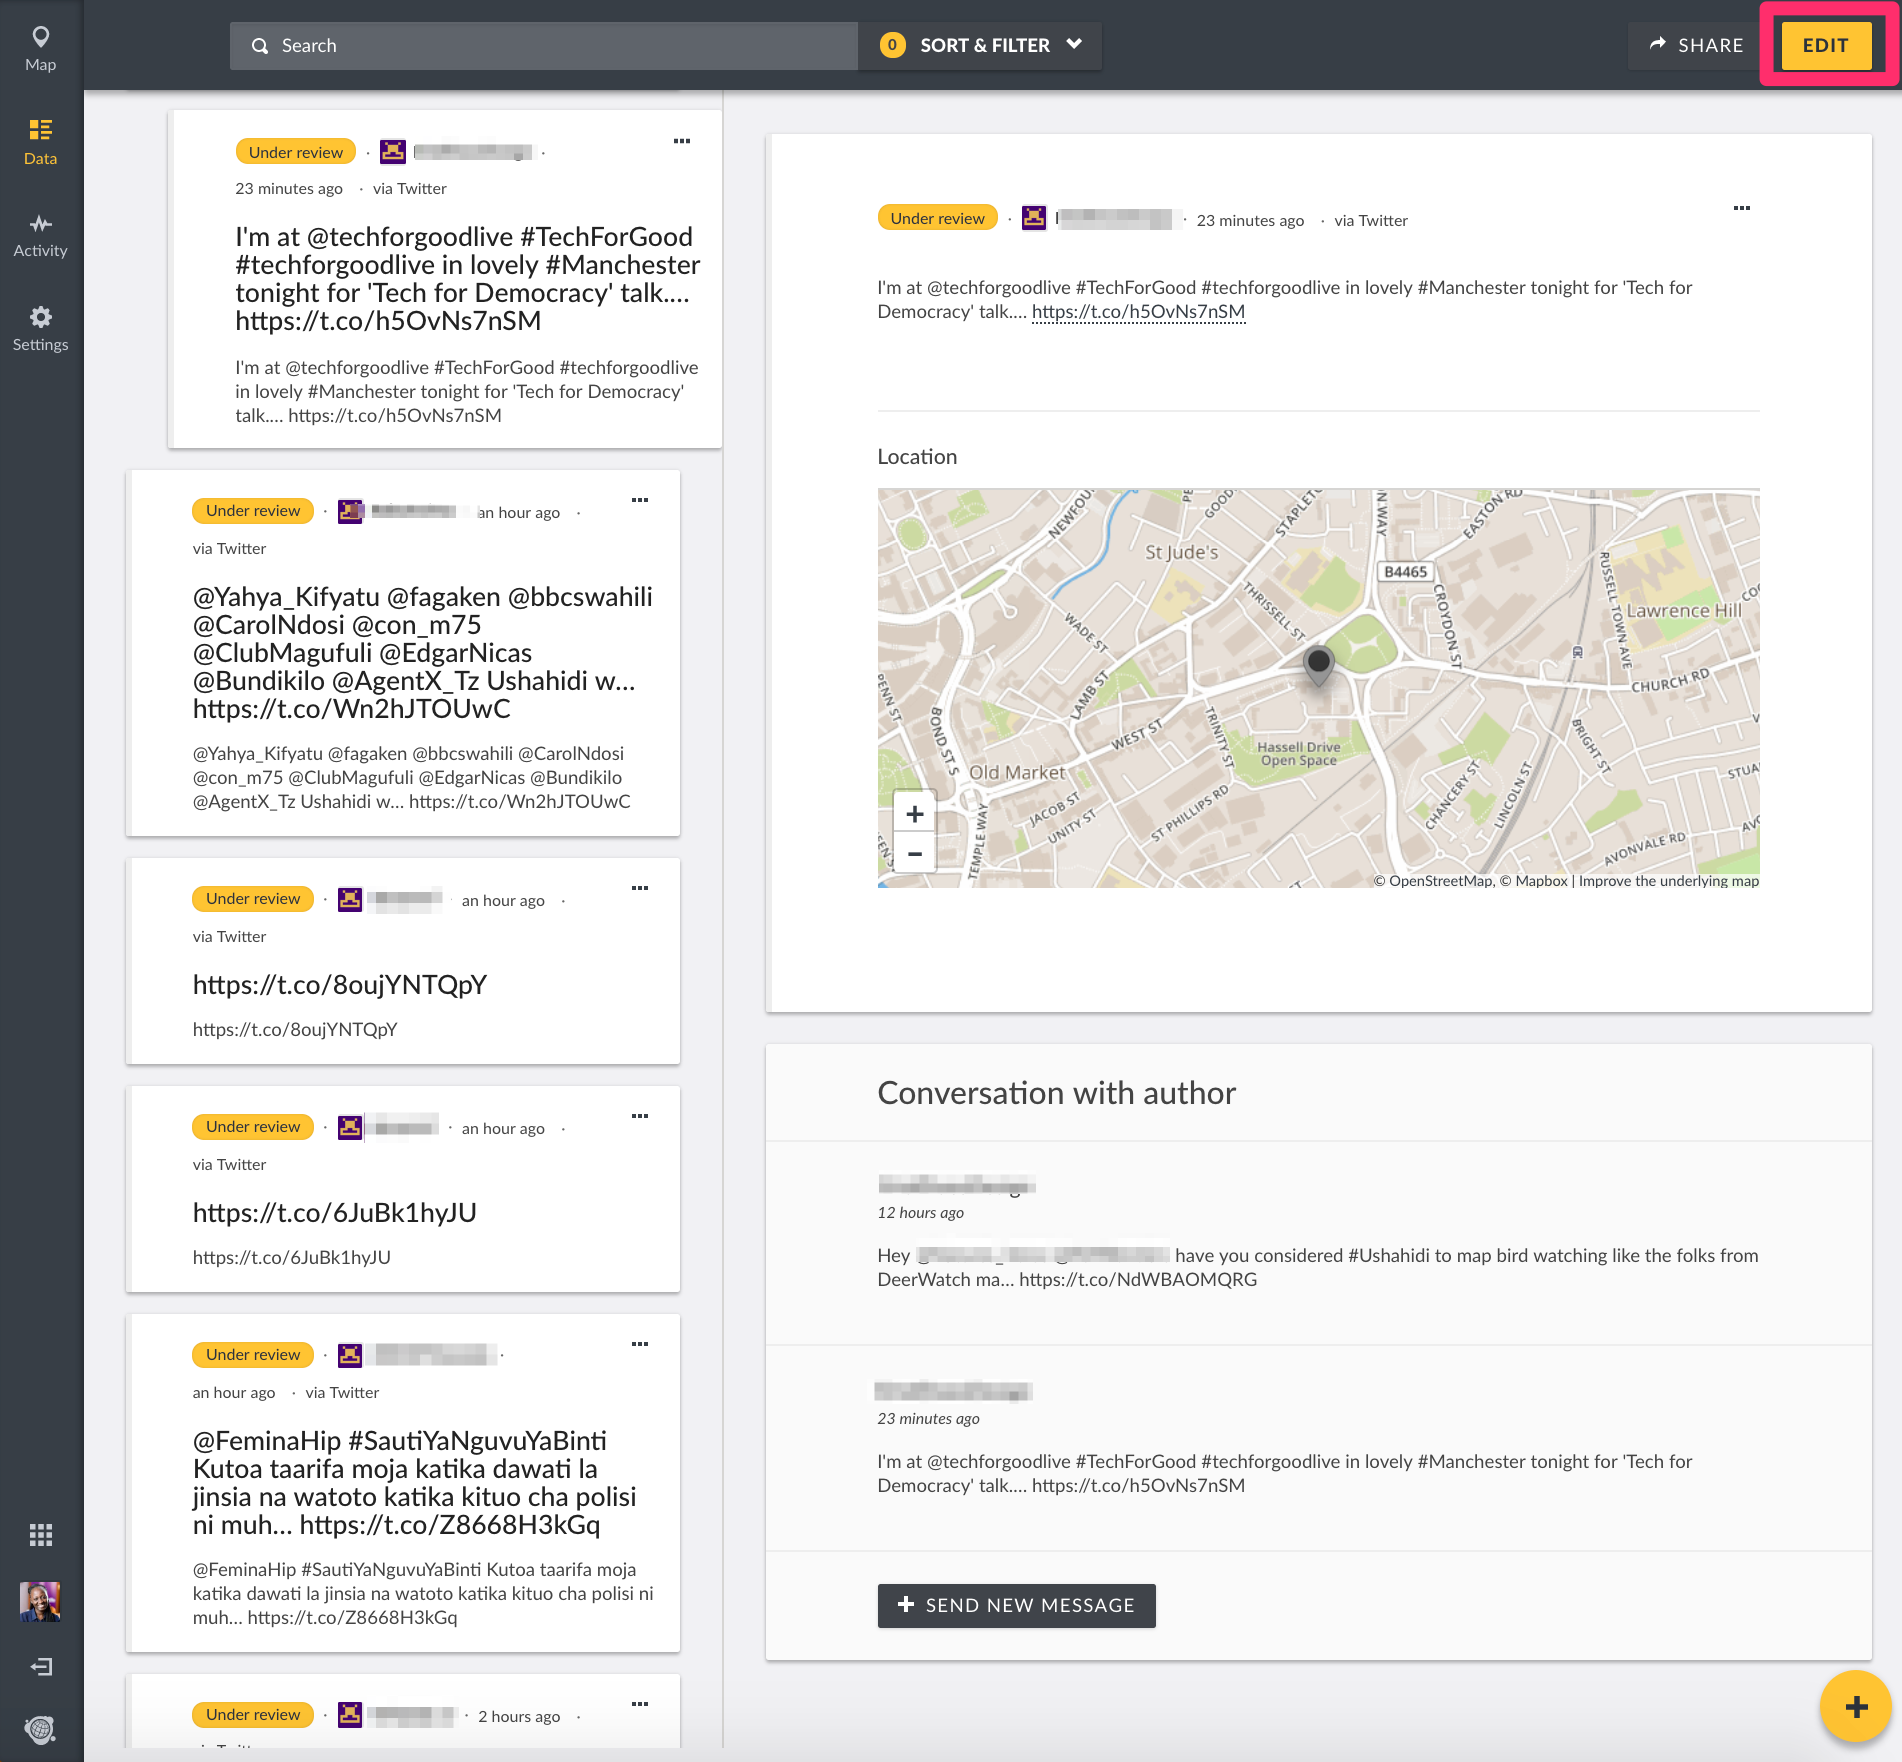 Map
Data
Activity
Settings
Search
0 SORT & FILTER
SHARE
EDIT
Under review
23 minutes ago · via Twitter
I'm at @techforgoodlive #TechForGood
#techforgoodlive in lovely #Manchester
tonight for 'Tech for Democracy' talk....
https://t.co/h5OvNs7nSM
I'm at @techforgoodlive #TechForGood #techforgoodlive
in lovely #Manchester tonight for 'Tech for Democracy'
talk.... https://t.co/h5OvNs7nSM
Under review · an hour ago ·
via Twitter
@Yahya_Kifyatu @fagaken @bbcswahili
@CarolNdosi @con_m75
@ClubMagufuli @EdgarNicas
@Bundikilo @AgentX_Tz Ushahidi w...
https://t.co/Wn2hJTOUwC
@Yahya_Kifyatu @fagaken @bbcswahili @CarolNdosi
@con_m75 @ClubMagufuli @EdgarNicas @Bundikilo
@AgentX_Tz Ushahidi w... https://t.co/Wn2hJTOUwC
Under review · an hour ago ·
via Twitter
https://t.co/8oujYNTQpY
https://t.co/8oujYNTQpY
Under review · an hour ago ·
via Twitter
https://t.co/6JuBk1hyJU
https://t.co/6JuBk1hyJU
Under review
an hour ago · via Twitter
@FeminaHip #SautiYaNguvuYaBinti
Kutoa taarifa moja katika dawati la
jinsia na watoto katika kituo cha polisi
ni muh... https://t.co/Z8668H3kGq
@FeminaHip #SautiYaNguvuYaBinti Kutoa taarifa moja
katika dawati la jinsia na watoto katika kituo cha polisi ni
muh... https://t.co/Z8668H3kGq
Under review · 2 hours ago ·
Under review · 23 minutes ago · via Twitter
I'm at @techforgoodlive #TechForGood #techforgoodlive in lovely #Manchester tonight for 'Tech for
Democracy' talk.... https://t.co/h5OvNs7nSM
Location
NEWFOU
GOOD
STAPLET
N WAY
EASTON RD
St Jude's
B4465
THRISSELL ST
CROYDON ST
RUSSELL TOWN AVE
Lawrence Hill
WADE ST
PENN ST
LAMB ST
CHURCH RD
BOND ST S
WEST ST
TRINITY ST
Hassell Drive
Open Space
BRIGHT ST
Old Market
STUA
CHANCERY ST
LINCOLN ST
JACOB ST
UNITY ST
ST PHILLIPS RD
TEMPLE WAY
AVONVALE RD
+
−
© OpenStreetMap, © Mapbox | Improve the underlying map
Conversation with author
12 hours ago
Hey have you considered #Ushahidi to map bird watching like the folks from
DeerWatch ma... https://t.co/NdWBAOMQRG
23 minutes ago
I'm at @techforgoodlive #TechForGood #techforgoodlive in lovely #Manchester tonight for 'Tech for
Democracy' talk.... https://t.co/h5OvNs7nSM
+ SEND NEW MESSAGE
+